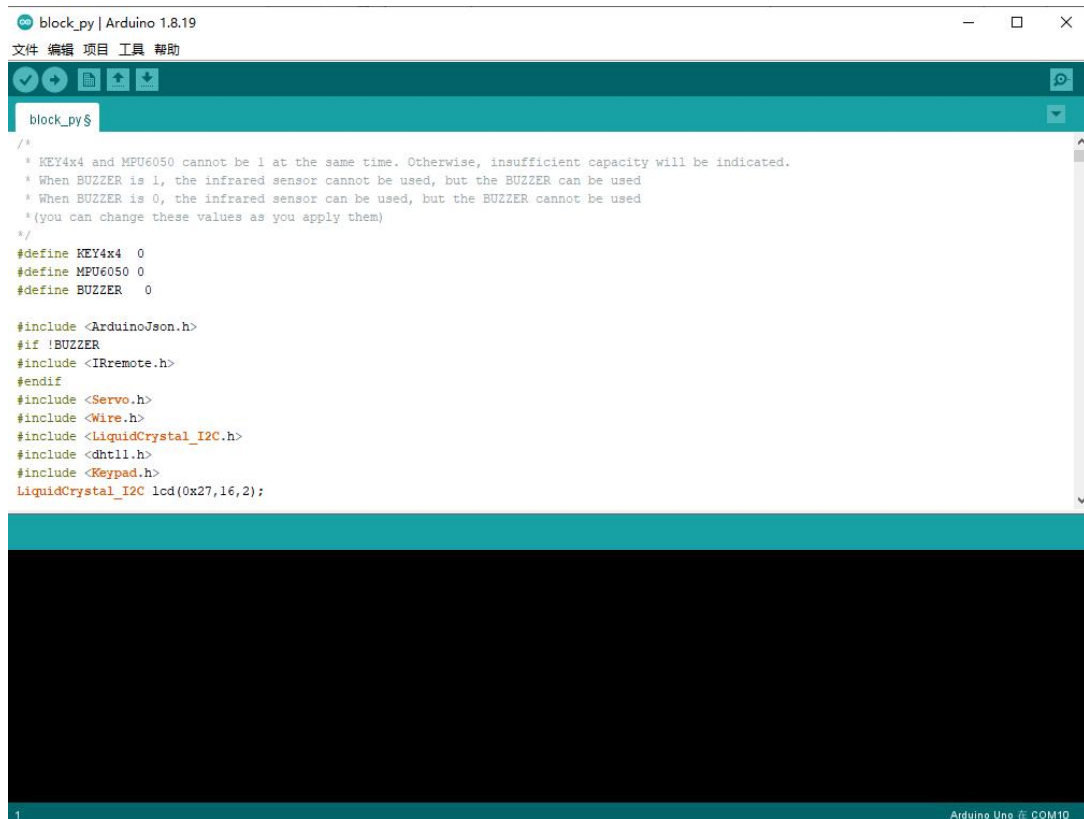 block_py | Arduino 1.8.19
文件 编辑 项目 工具 帮助
block_py§
/*
 * KEY4x4 and MPU6050 cannot be 1 at the same time. Otherwise, insufficient capacity will be indicated.
 * When BUZZER is 1, the infrared sensor cannot be used, but the BUZZER can be used
 * When BUZZER is 0, the infrared sensor can be used, but the BUZZER cannot be used
 *(you can change these values as you apply them)
*/
#define KEY4x4  0
#define MPU6050 0
#define BUZZER   0
#include <ArduinoJson.h>
#if !BUZZER
#include <IRremote.h>
#endif
#include <Servo.h>
#include <Wire.h>
#include <LiquidCrystal_I2C.h>
#include <dht11.h>
#include <Keypad.h>
LiquidCrystal_I2C lcd(0x27,16,2);
1
Arduino Uno 在 COM10